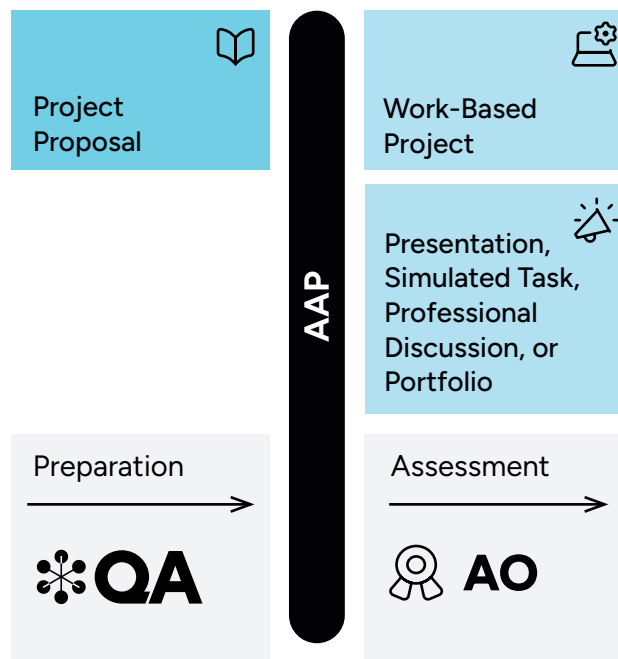 Project
Proposal
AAP
Work-Based
Project
Presentation,
Simulated Task,
Professional
Discussion, or
Portfolio
Preparation
QA
Assessment
AO